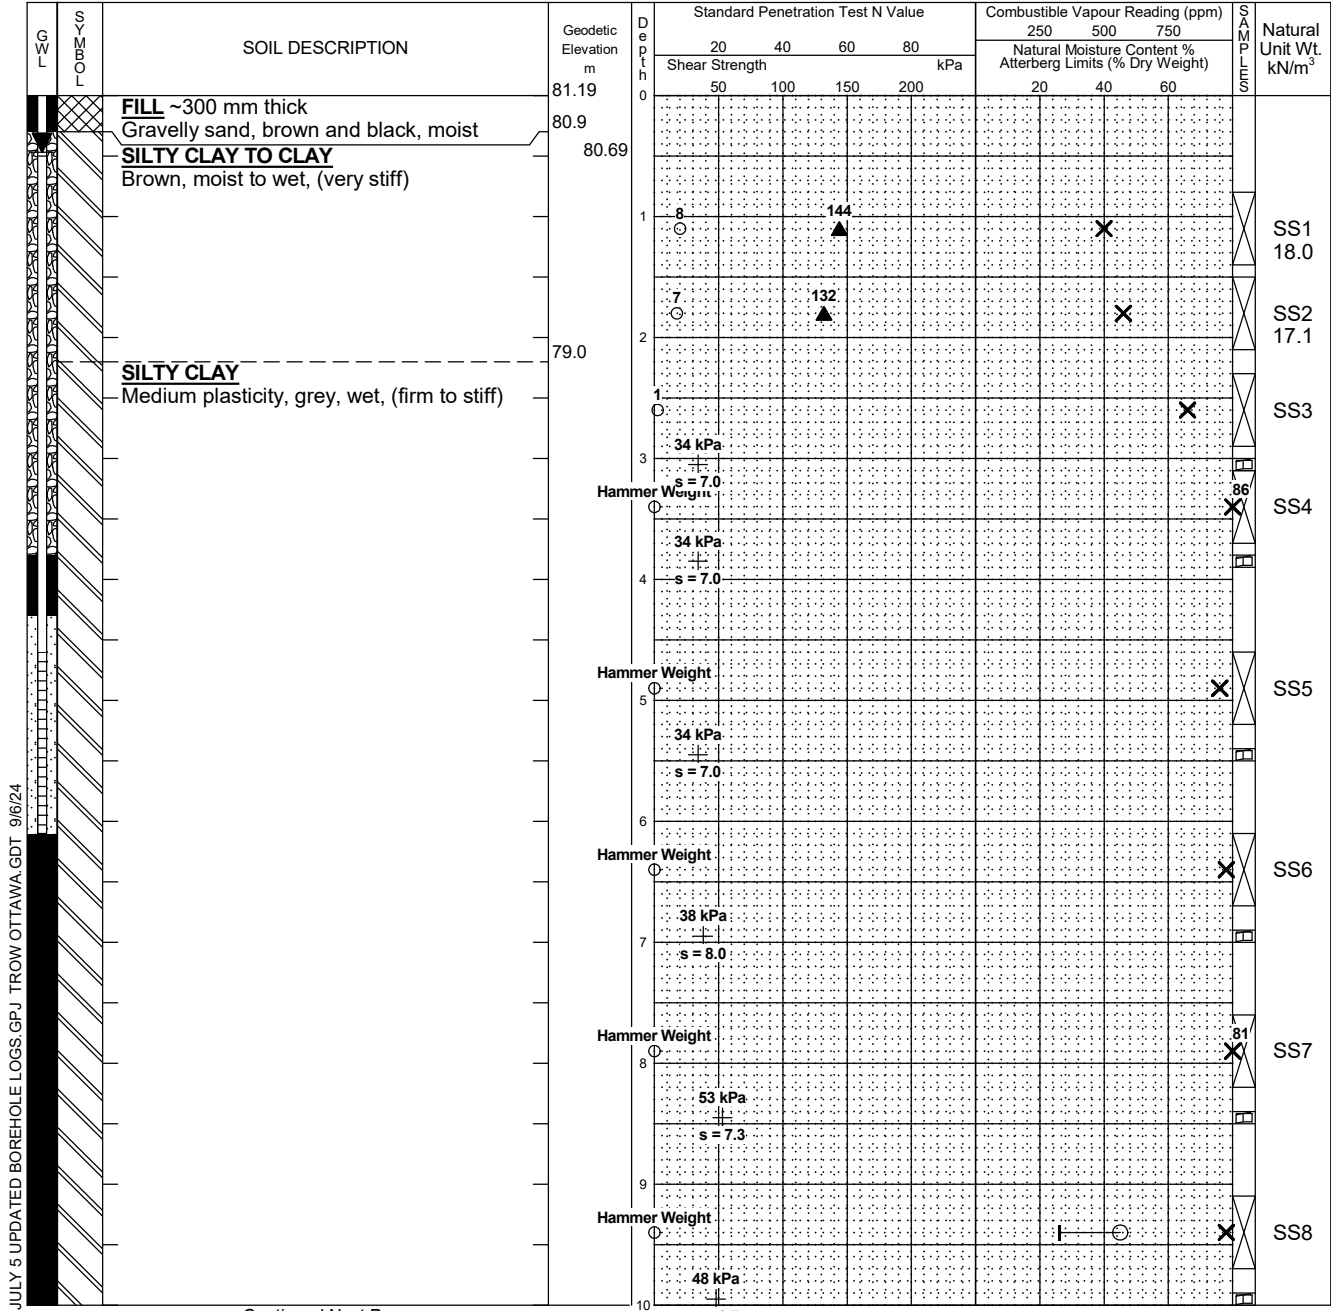 GWL
SYMBOL
SOIL DESCRIPTION
Geodetic
Elevation
m
Depth
Standard Penetration Test N Value
20 40 60 80
Shear Strength kPa
50 100 150 200
Combustible Vapour Reading (ppm)
250 500 750
Natural Moisture Content %
Atterberg Limits (% Dry Weight)
20 40 60
SAMPLES
Natural
Unit Wt.
kN/m³
81.19
0
FILL ~300 mm thick
Gravelly sand, brown and black, moist
80.9
SILTY CLAY TO CLAY
80.69
Brown, moist to wet, (very stiff)
8
144
1
SS1
18.0
7
132
SS2
17.1
2
79.0
SILTY CLAY
Medium plasticity, grey, wet, (firm to stiff)
1
SS3
34 kPa
3
s = 7.0
Hammer Weight
86
SS4
34 kPa
4
s = 7.0
Hammer Weight
SS5
5
34 kPa
s = 7.0
6
Hammer Weight
SS6
38 kPa
7
s = 8.0
Hammer Weight
81
SS7
8
53 kPa
s = 7.3
9
Hammer Weight
SS8
48 kPa
10
JULY 5 UPDATED BOREHOLE LOGS.GPJ TROW OTTAWA.GDT 9/6/24